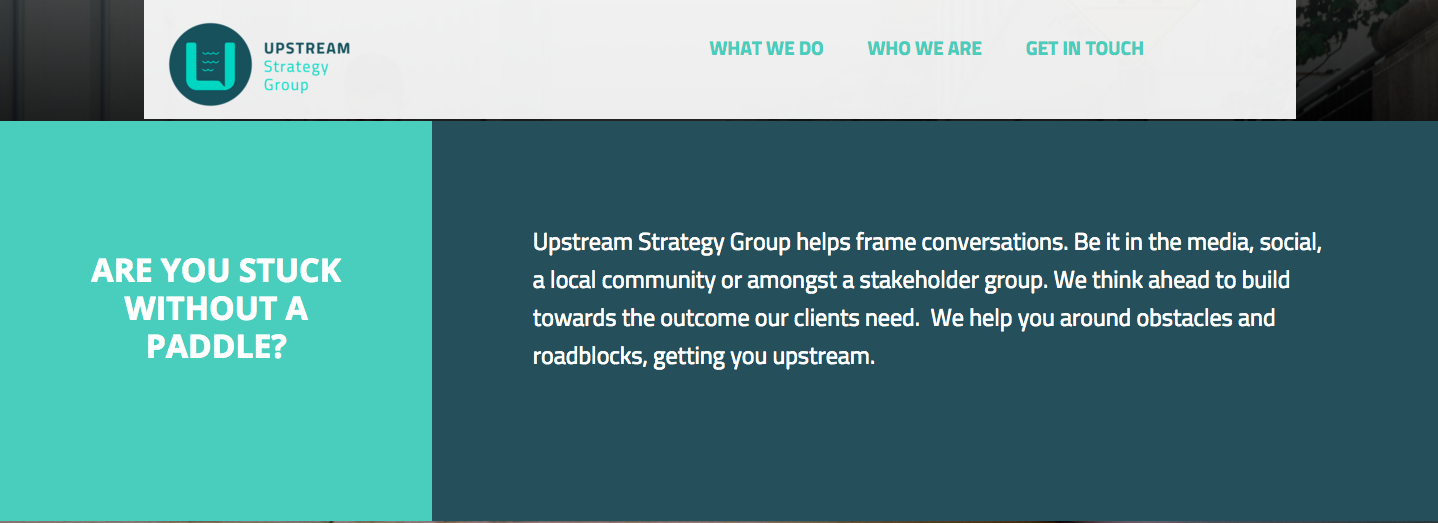 UPSTREAM
Strategy
Group
WHAT WE DO WHO WE ARE GET IN TOUCH
ARE YOU STUCK
WITHOUT A
PADDLE?
Upstream Strategy Group helps frame conversations. Be it in the media, social,
a local community or amongst a stakeholder group. We think ahead to build
towards the outcome our clients need.  We help you around obstacles and
roadblocks, getting you upstream.